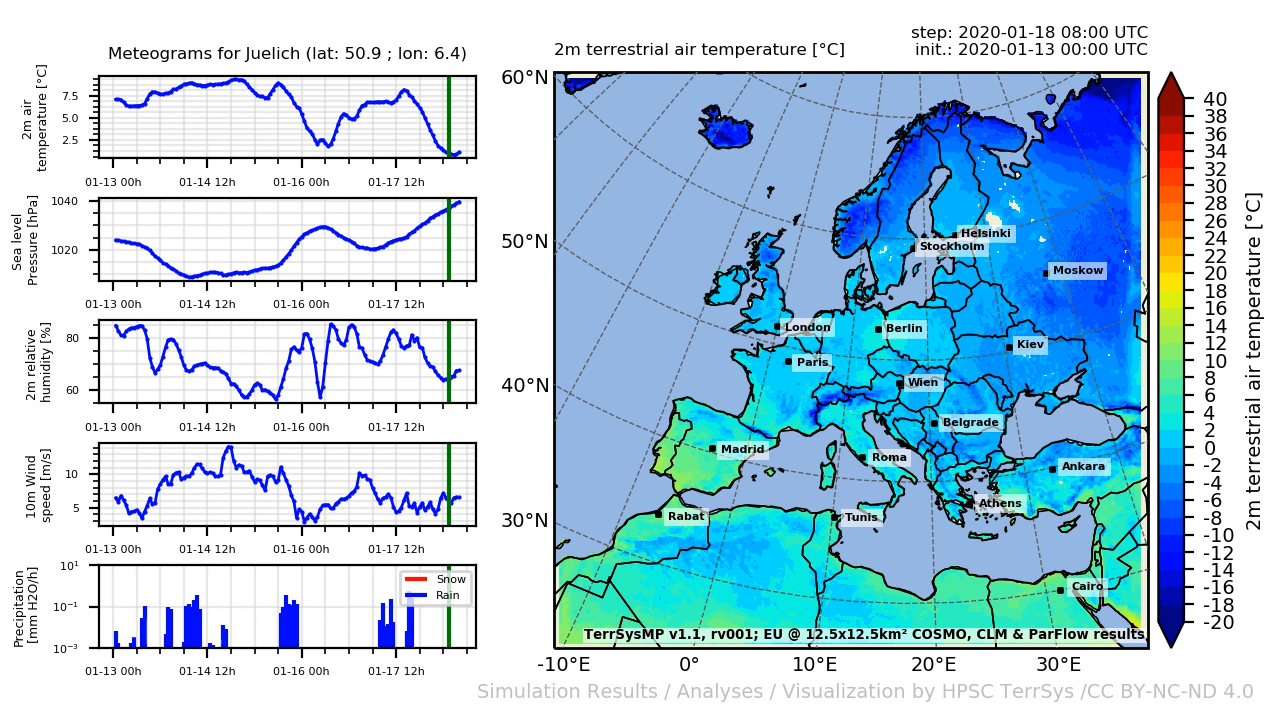 step: 2020-01-18 08:00 UTC
Meteograms for Juelich (lat: 50.9 ; lon: 6.4)
2m terrestrial air temperature [°C]
init.: 2020-01-13 00:00 UTC
2m air
temperature [°C]
7.5
5.0
2.5
01-13 00h
01-14 12h
01-16 00h
01-17 12h
Sea level
Pressure [hPa]
1040
1020
01-13 00h
01-14 12h
01-16 00h
01-17 12h
2m relative
humidity [%]
80
60
01-13 00h
01-14 12h
01-16 00h
01-17 12h
10m Wind
speed [m/s]
10
5
01-13 00h
01-14 12h
01-16 00h
01-17 12h
Precipitation
[mm H2O/h]
10¹
10⁻¹
10⁻³
Snow
Rain
01-13 00h
01-14 12h
01-16 00h
01-17 12h
60°N
50°N
40°N
30°N
Helsinki
Stockholm
Moskow
London
Berlin
Kiev
Paris
Wien
Belgrade
Madrid
Roma
Ankara
Athens
Rabat
Tunis
Cairo
TerrSysMP v1.1, rv001; EU @ 12.5x12.5km² COSMO, CLM & ParFlow results,
-10°E
0°
10°E
20°E
30°E
40
38
36
34
32
30
28
26
24
22
20
18
16
14
12
10
8
6
4
2
0
-2
-4
-6
-8
-10
-12
-14
-16
-18
-20
2m terrestrial air temperature [°C]
Simulation Results / Analyses / Visualization by HPSC TerrSys /CC BY-NC-ND 4.0